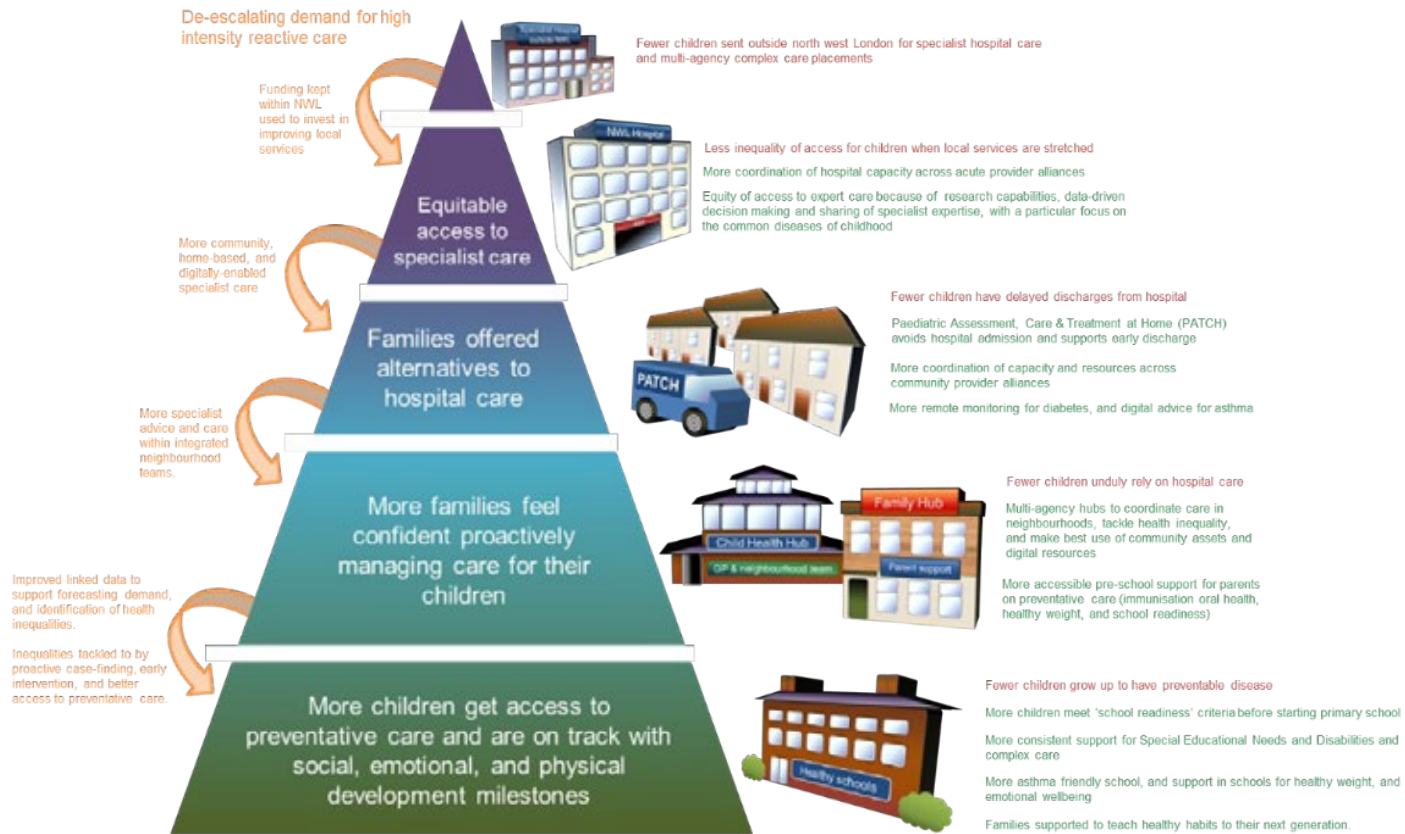 De-escalating demand for high
intensity reactive care
Specialist Hospital
outside NWL
Fewer children sent outside north west London for specialist hospital care
and multi-agency complex care placements
Funding kept
within NWL
used to invest in
improving local
services
NWL Hospital
Less inequality of access for children when local services are stretched
More coordination of hospital capacity across acute provider alliances
Equity of access to expert care because of research capabilities, data-driven
decision making and sharing of specialist expertise, with a particular focus on
the common diseases of childhood
Equitable
access to
specialist care
More community,
home-based, and
digitally-enabled
specialist care
Families offered
alternatives to
hospital care
PATCH
Fewer children have delayed discharges from hospital
Paediatric Assessment, Care & Treatment at Home (PATCH)
avoids hospital admission and supports early discharge
More coordination of capacity and resources across
community provider alliances
More remote monitoring for diabetes, and digital advice for asthma
More specialist
advice and care
within integrated
neighbourhood
teams.
More families feel
confident proactively
managing care for their
children
Child Health Hub
GP & neighbourhood team
Family Hub
Parent support
Fewer children unduly rely on hospital care
Multi-agency hubs to coordinate care in
neighbourhoods, tackle health inequality,
and make best use of community assets and
digital resources
More accessible pre-school support for parents
on preventative care (immunisation oral health,
healthy weight, and school readiness)
Improved linked data to
support forecasting demand,
and identification of health
inequalities.
Inequalities tackled to by
proactive case-finding, early
intervention, and better
access to preventative care.
More children get access to
preventative care and are on track with
social, emotional, and physical
development milestones
Healthy schools
Fewer children grow up to have preventable disease
More children meet 'school readiness' criteria before starting primary school
More consistent support for Special Educational Needs and Disabilities and
complex care
More asthma friendly school, and support in schools for healthy weight, and
emotional wellbeing
Families supported to teach healthy habits to their next generation.